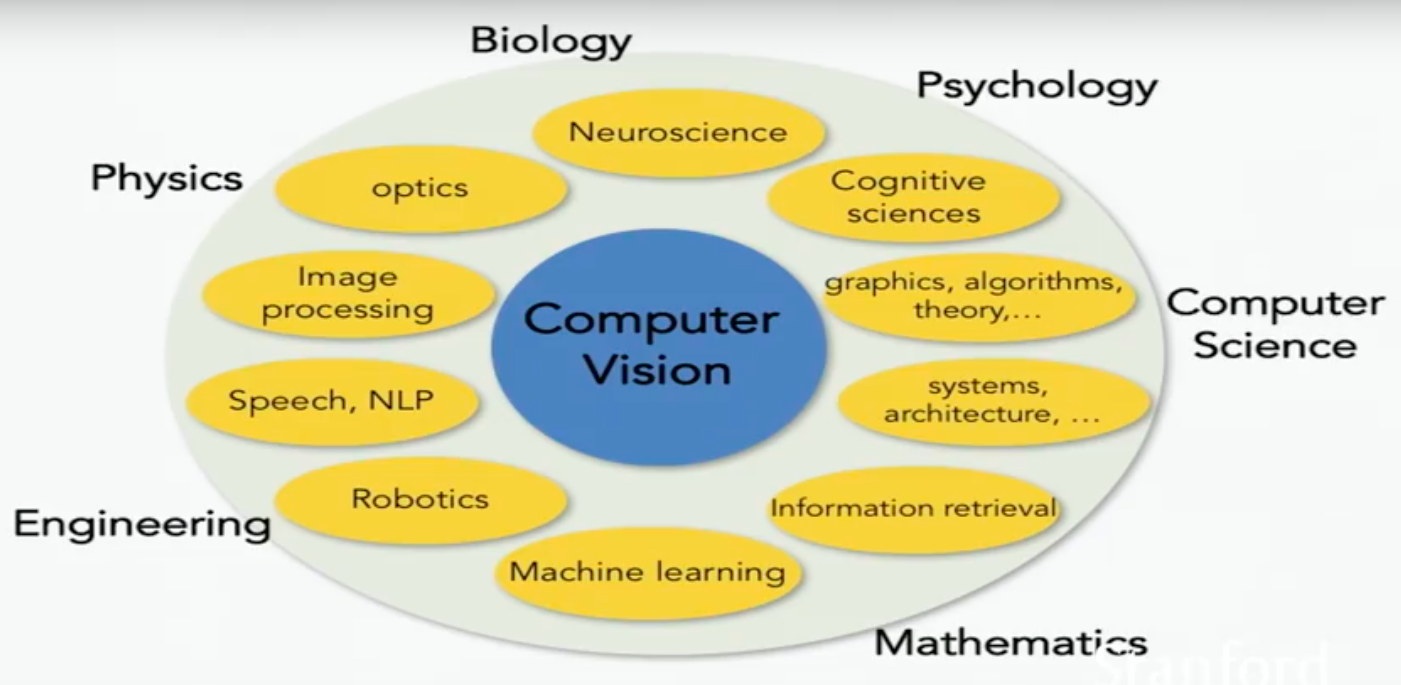 Biology
Psychology
Neuroscience
Physics
optics
Cognitive
sciences
Image
processing
graphics, algorithms,
theory,...
Computer
Vision
Computer
Science
Speech, NLP
systems,
architecture, ...
Robotics
Information retrieval
Engineering
Machine learning
Mathematics
Stanford